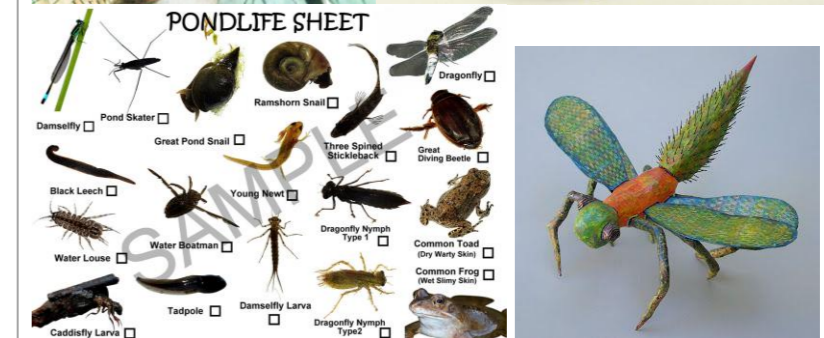 PONDLIFE SHEET
Damselfly
Pond Skater
Great Pond Snail
Ramshorn Snail
Three Spined
Stickleback
Dragonfly
Great
Diving Beetle
Black Leech
Young Newt
Water Louse
Water Boatman
Dragonfly Nymph
Type 1
Common Toad
(Dry Warty Skin)
Common Frog
(Wet Slimy Skin)
Caddisfly Larva
Tadpole
Damselfly Larva
Dragonfly Nymph
Type2
SAMPLE